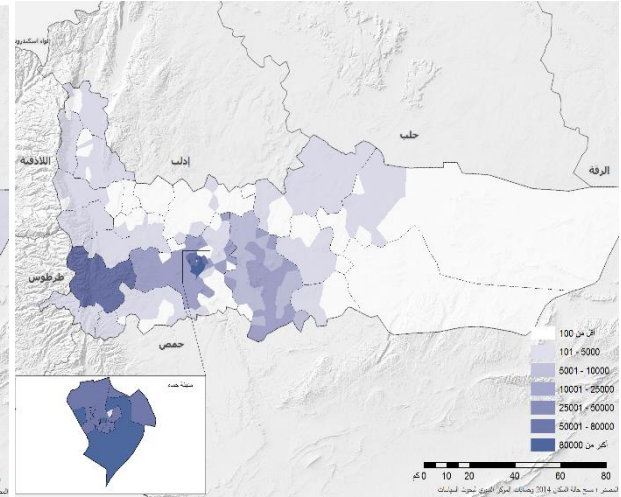 لواء اسكندرون
حلب
اللاذقية
إدلب
الرقة
طرطوس
حمص
أقل من 100
101 - 5000
5001 - 10000
10001 - 25000
25001 - 50000
50001 - 80000
أكبر من 80000
منطقة حماه
0 10 20 40 60 80 كم
المصدر: مسح حالة السكان 2014 وحسابات المركز السوري لبحوث السياسات